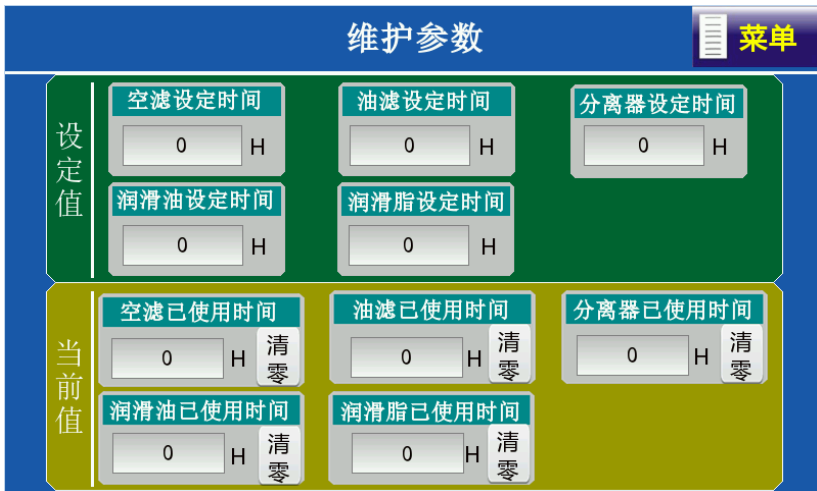 维护参数
菜单
设定值
空滤设定时间
0 H
油滤设定时间
0 H
分离器设定时间
0 H
润滑油设定时间
0 H
润滑脂设定时间
0 H
当前值
空滤已使用时间
0 H 清零
油滤已使用时间
0 H 清零
分离器已使用时间
0 H 清零
润滑油已使用时间
0 H 清零
润滑脂已使用时间
0 H 清零